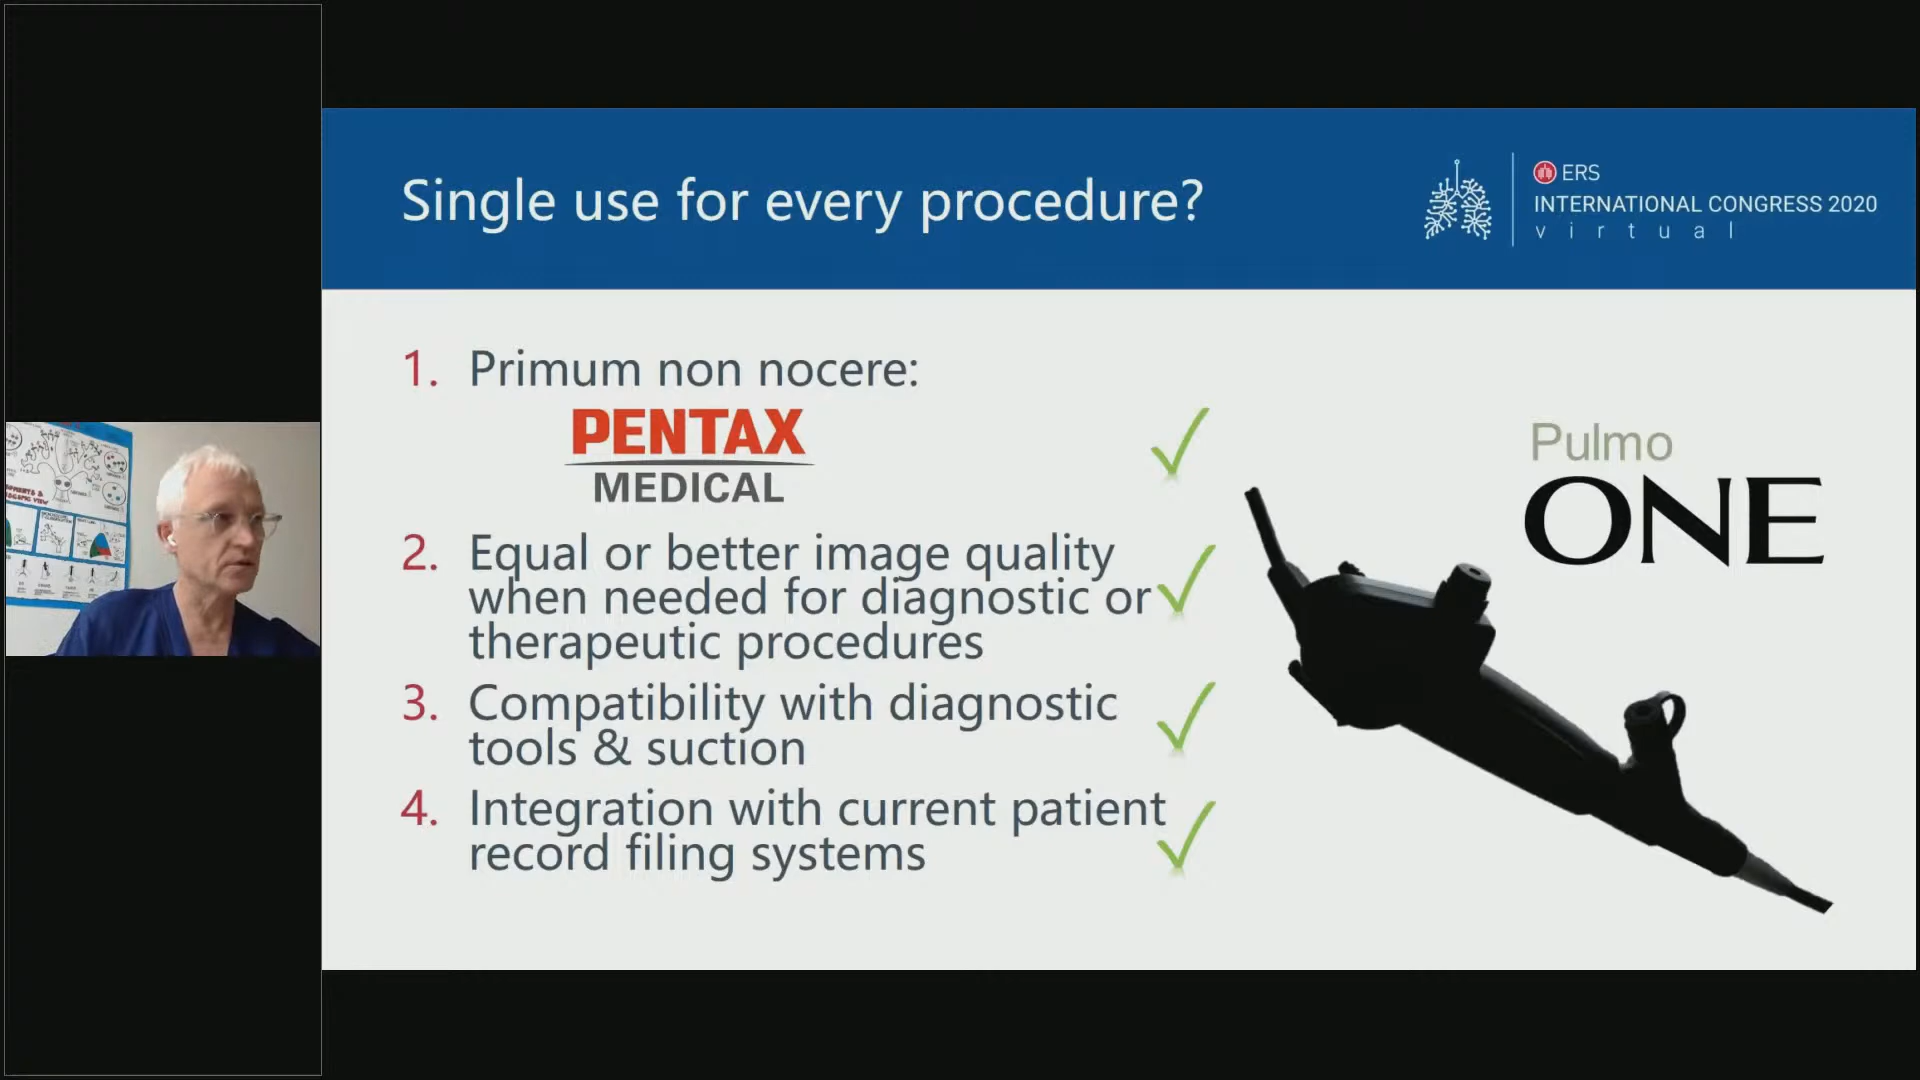 Single use for every procedure?
ERS
INTERNATIONAL CONGRESS 2020
virtual
1. Primum non nocere:
PENTAX
MEDICAL
2. Equal or better image quality
when needed for diagnostic or
therapeutic procedures
3. Compatibility with diagnostic
tools & suction
4. Integration with current patient
record filing systems
Pulmo
ONE